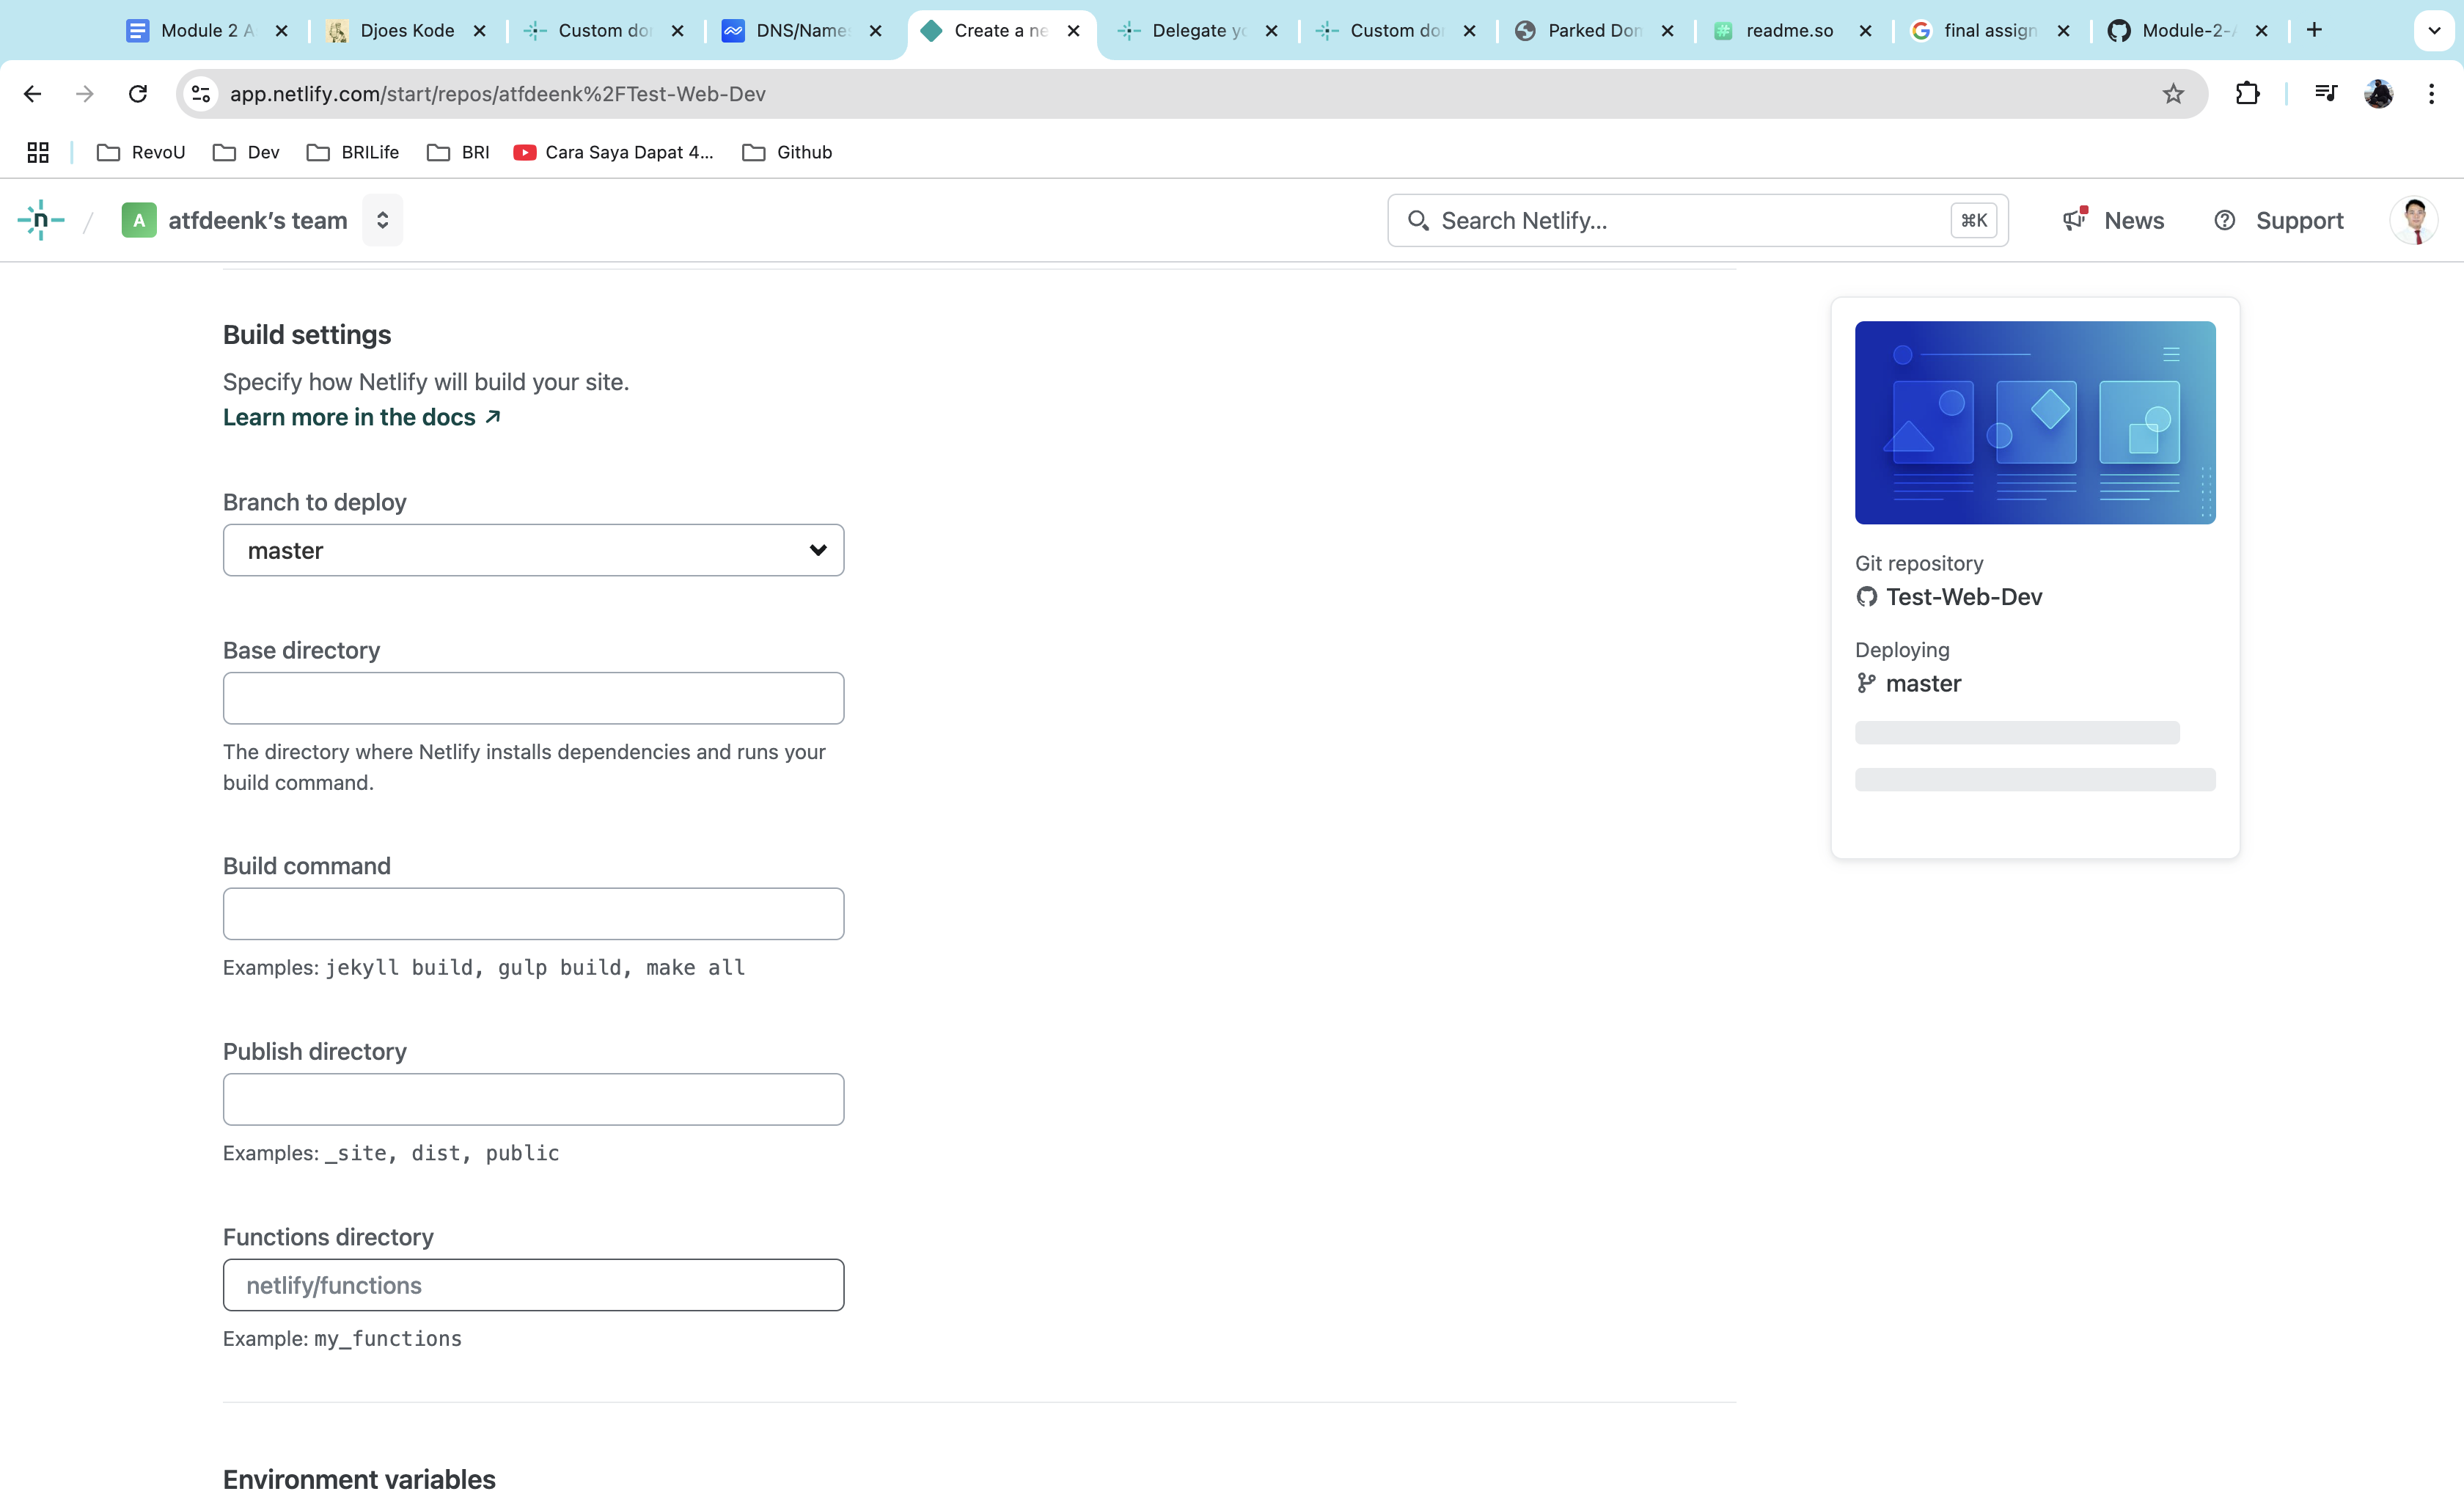 Module 2 A
Djoes Kode
Custom do
DNS/Name
Create a ne
Delegate yo
Custom do
Parked Dom
readme.so
final assign
Module-2-
app.netlify.com/start/repos/atfdeenk%2FTest-Web-Dev
RevoU
Dev
BRILife
BRI
Cara Saya Dapat 4...
Github
n
/
A
atfdeenk’s team
Search Netlify...
⌘K
News
Support
Build settings
Specify how Netlify will build your site.
Learn more in the docs ↗
Branch to deploy
master
Base directory
The directory where Netlify installs dependencies and runs your
build command.
Build command
Examples: jekyll build, gulp build, make all
Publish directory
Examples: _site, dist, public
Functions directory
netlify/functions
Example: my_functions
Environment variables
Git repository
Test-Web-Dev
Deploying
master